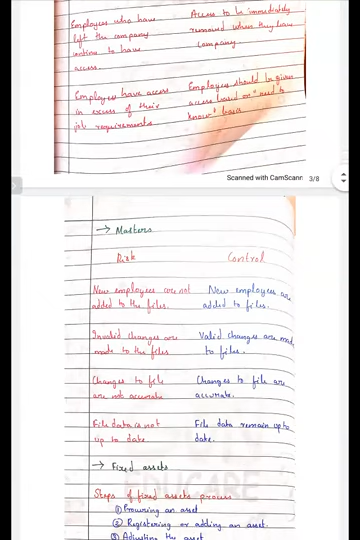 Employees who have
left the company
continue to have
access.
Access to be immediately
removed when they leave
company
Employees have access
in excess of their
job requirements
Employees should be given
access based on "need to
know" basis
Scanned with CamScanner
3/8
→ Masters
Risk
Control
New employees are not
added to the files.
New employees are
added to files.
Invalid changes are
made to the files
Valid changes are made
to files.
Changes to file
are not accurate
Changes to file are
accurate.
File data is not
up to date
File data remain up to
date.
→ Fixed assets
EDUCARE
Steps of fixed assets process
① Procuring an asset
② Registering or adding an asset.
③ Adjusting the asset